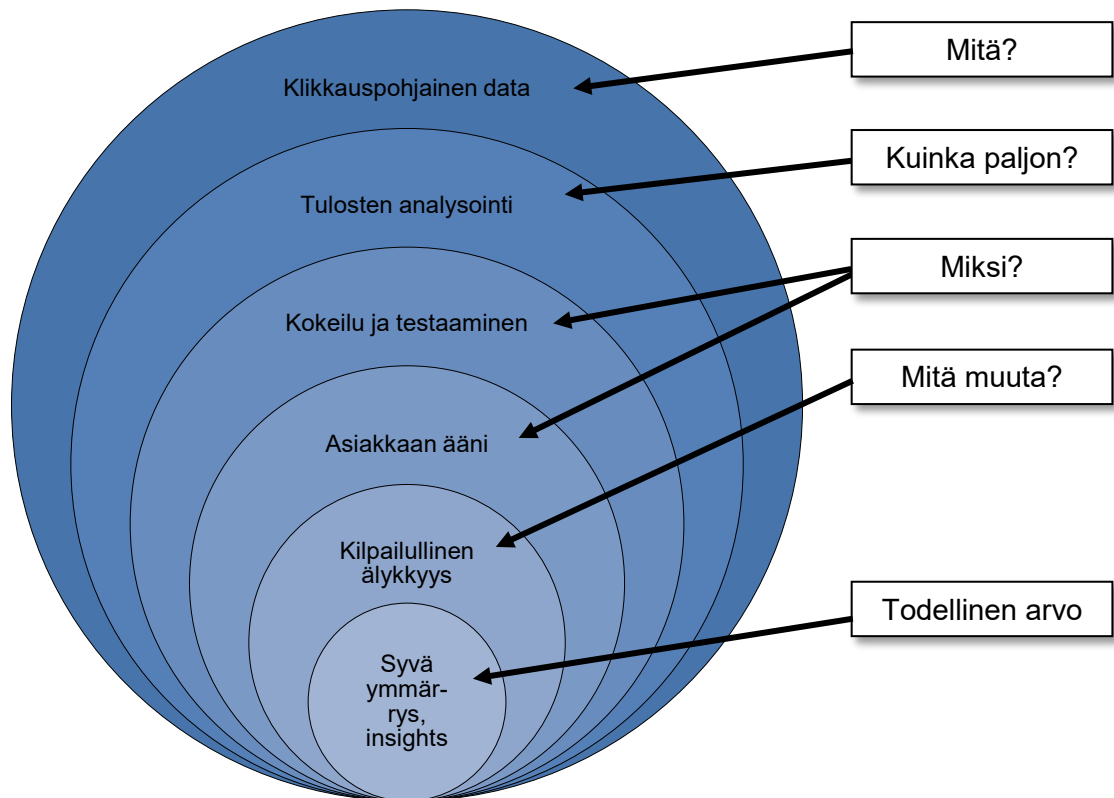 Mitä?
Klikkauspohjainen data
Kuinka paljon?
Tulosten analysointi
Miksi?
Kokeilu ja testaaminen
Mitä muuta?
Asiakkaan ääni
Kilpailullinen
älykkyys
Todellinen arvo
Syvä
ymmär-
rys,
insights